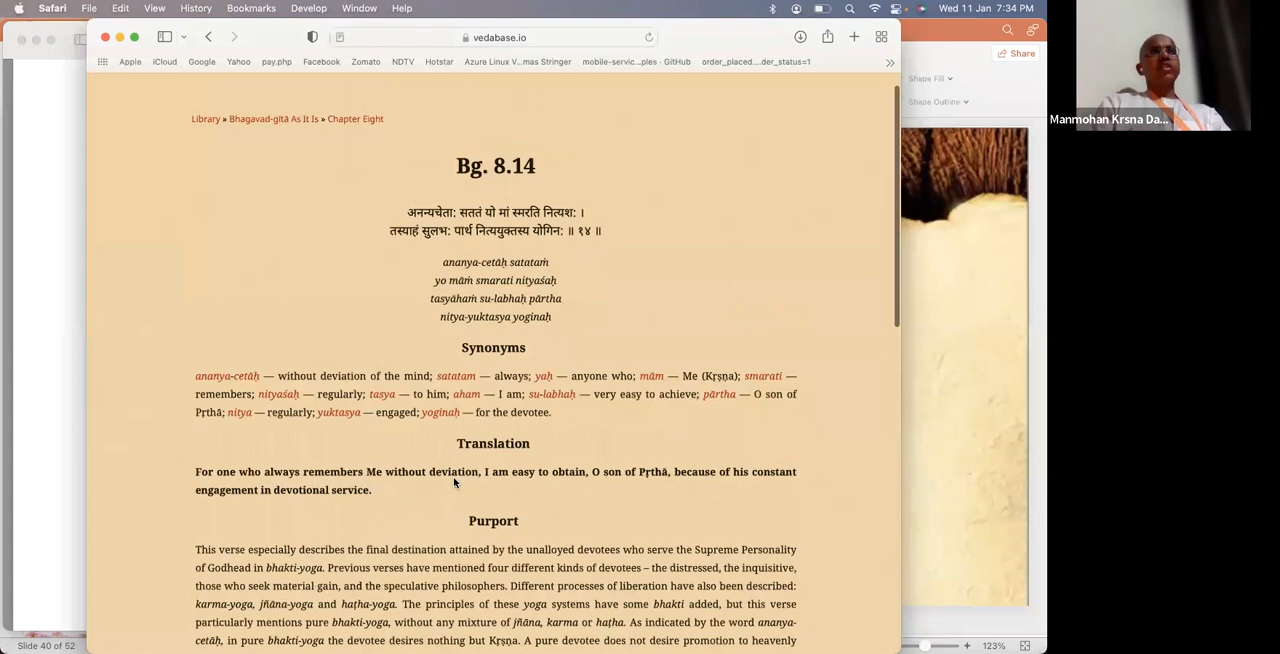 Safari File Edit View History Bookmarks Develop Window Help Wed 11 Jan 7:34 PM
vedabase.io
Apple iCloud Google Yahoo pay.php Facebook Zomato NDTV Hotstar Azure Linux V...mas Stringer mobile-servic...ples · GitHub order_placed....der_status=1
Share
Shape Fill
Shape Outline
Manmohan Krsna Da...
Library » Bhagavad-gītā As It Is » Chapter Eight
Bg. 8.14
अनन्यचेता: सततं यो मां स्मरति नित्यश: ।
तस्याहं सुलभ: पार्थ नित्ययुक्तस्य योगिन: ॥ १४ ॥
ananya-cetāḥ satataṁ
yo māṁ smarati nityaśaḥ
tasyāhaṁ su-labhaḥ pārtha
nitya-yuktasya yoginaḥ
Synonyms
ananya-cetāḥ — without deviation of the mind; satatam — always; yaḥ — anyone who; mām — Me (Kṛṣṇa); smarati —
remembers; nityaśaḥ — regularly; tasya — to him; aham — I am; su-labhaḥ — very easy to achieve; pārtha — O son of
Pṛthā; nitya — regularly; yuktasya — engaged; yoginaḥ — for the devotee.
Translation
For one who always remembers Me without deviation, I am easy to obtain, O son of Pṛthā, because of his constant
engagement in devotional service.
Purport
This verse especially describes the final destination attained by the unalloyed devotees who serve the Supreme Personality
of Godhead in bhakti-yoga. Previous verses have mentioned four different kinds of devotees – the distressed, the inquisitive,
those who seek material gain, and the speculative philosophers. Different processes of liberation have also been described:
karma-yoga, jñāna-yoga and haṭha-yoga. The principles of these yoga systems have some bhakti added, but this verse
particularly mentions pure bhakti-yoga, without any mixture of jñāna, karma or haṭha. As indicated by the word ananya-
cetāḥ, in pure bhakti-yoga the devotee desires nothing but Kṛṣṇa. A pure devotee does not desire promotion to heavenly
Slide 40 of 52
123%